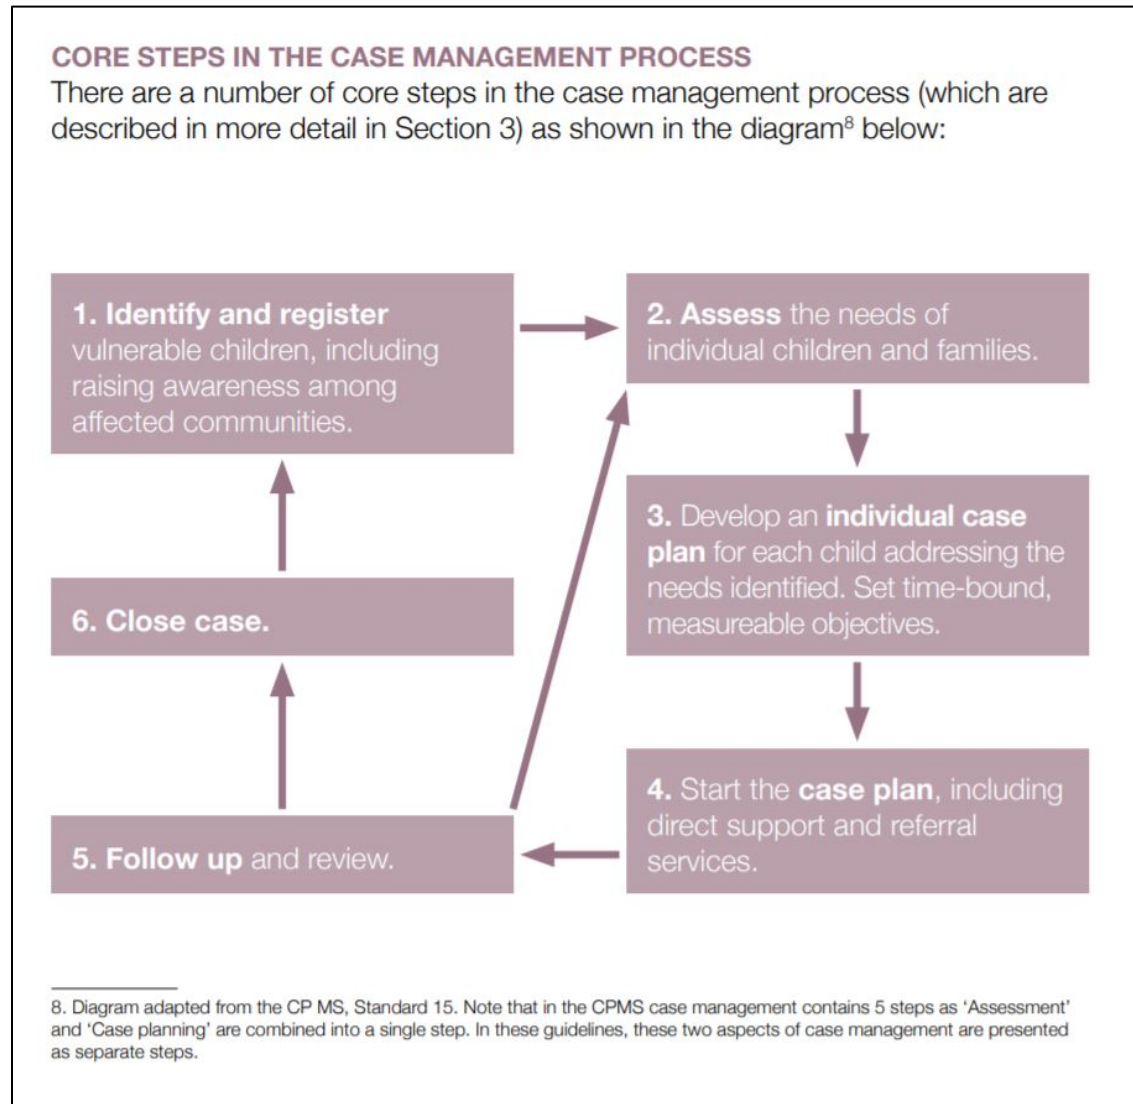 CORE STEPS IN THE CASE MANAGEMENT PROCESS
There are a number of core steps in the case management process (which are
described in more detail in Section 3) as shown in the diagram⁸ below:
1. Identify and register
vulnerable children, including
raising awareness among
affected communities.
2. Assess the needs of
individual children and families.
3. Develop an individual case
plan for each child addressing the
needs identified. Set time-bound,
measureable objectives.
4. Start the case plan, including
direct support and referral
services.
5. Follow up and review.
6. Close case.
8. Diagram adapted from the CP MS, Standard 15. Note that in the CPMS case management contains 5 steps as ‘Assessment’
and ‘Case planning’ are combined into a single step. In these guidelines, these two aspects of case management are presented
as separate steps.